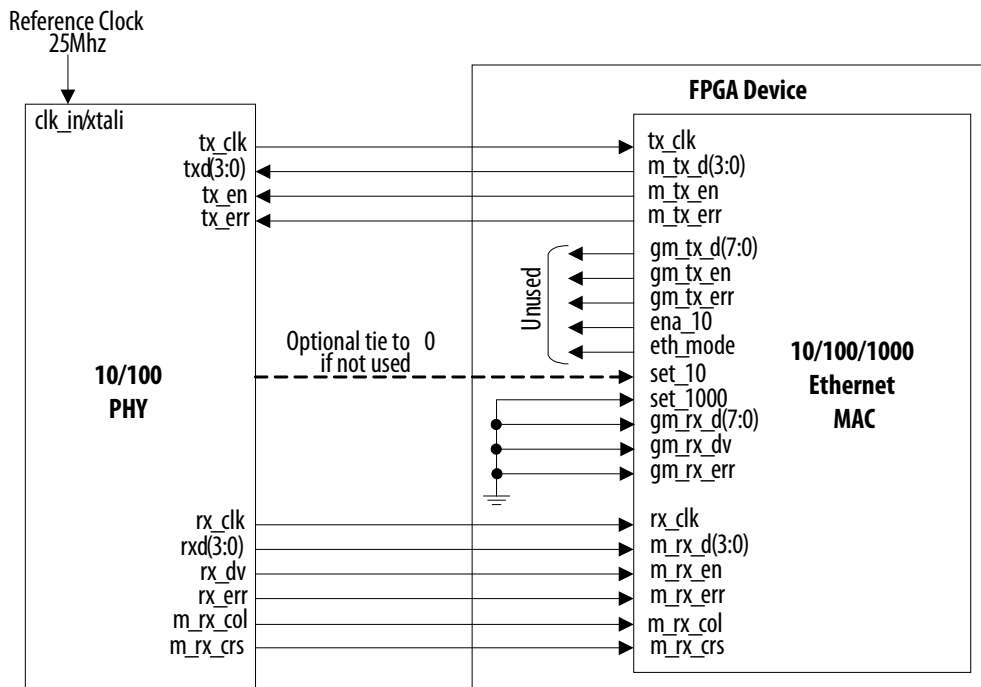 Reference Clock
25Mhz
FPGA Device
clk_in/xtali
tx_clk
txd(3:0)
tx_en
tx_err
tx_clk
m_tx_d(3:0)
m_tx_en
m_tx_err
Unused
gm_tx_d(7:0)
gm_tx_en
gm_tx_err
ena_10
eth_mode
Optional tie to 0
if not used
10/100
PHY
set_10
set_1000
gm_rx_d(7:0)
gm_rx_dv
gm_rx_err
10/100/1000
Ethernet
MAC
rx_clk
rxd(3:0)
rx_dv
rx_err
m_rx_col
m_rx_crs
rx_clk
m_rx_d(3:0)
m_rx_en
m_rx_err
m_rx_col
m_rx_crs